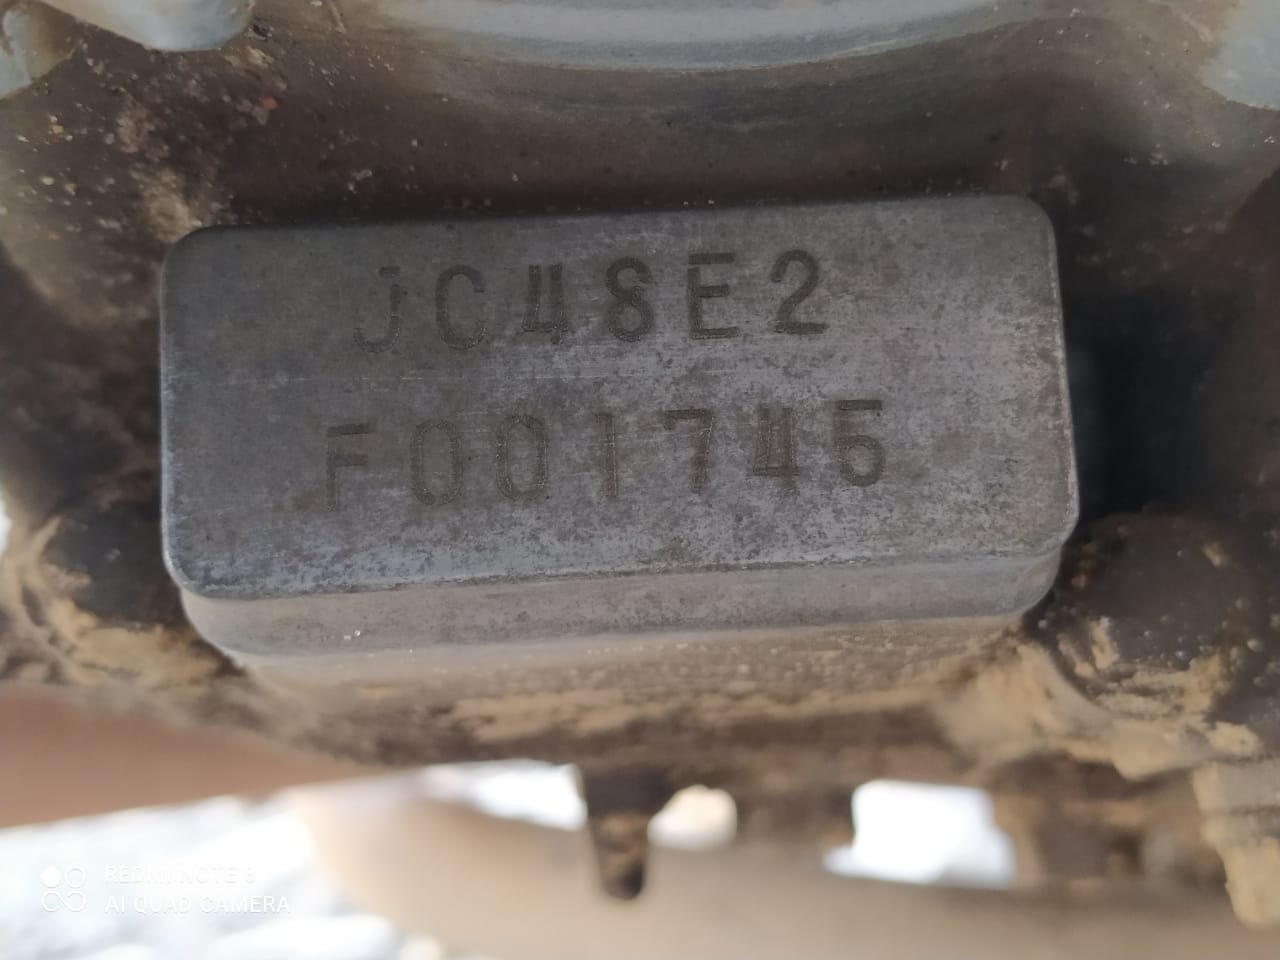 JC48E2
F001745
REDMI NOTE 8
AI QUAD CAMERA